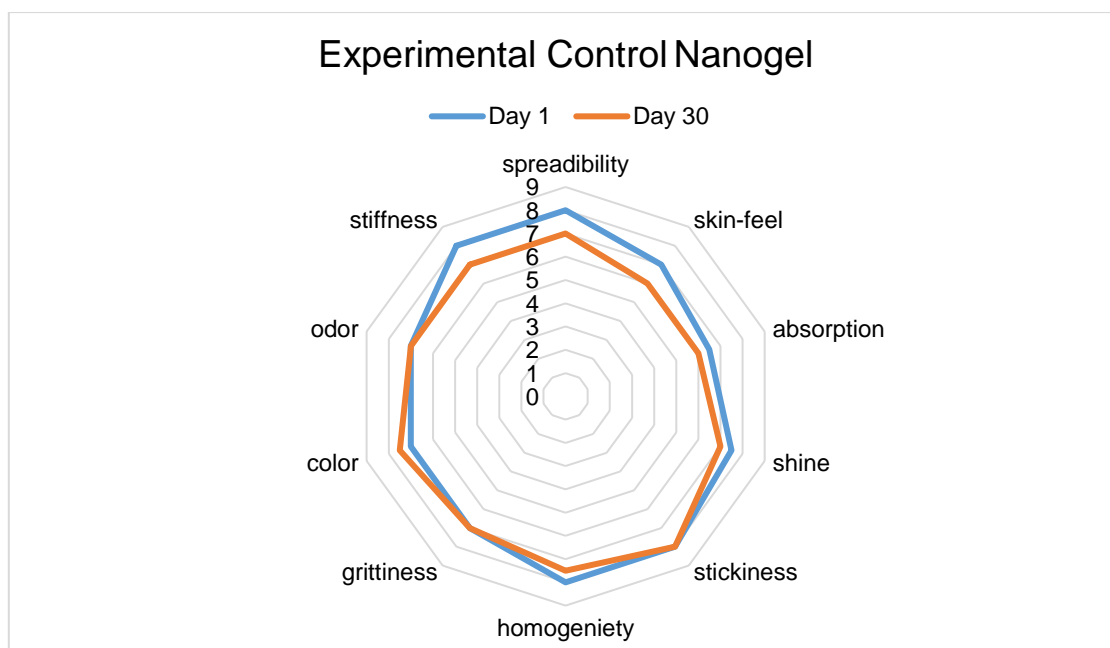 Experimental Control Nanogel
Day 1 Day 30
spreadibility
9
stiffness 8 skin-feel
7
6
5
4
odor 3 absorption
2
1
0
color shine
grittiness stickiness
homogeniety